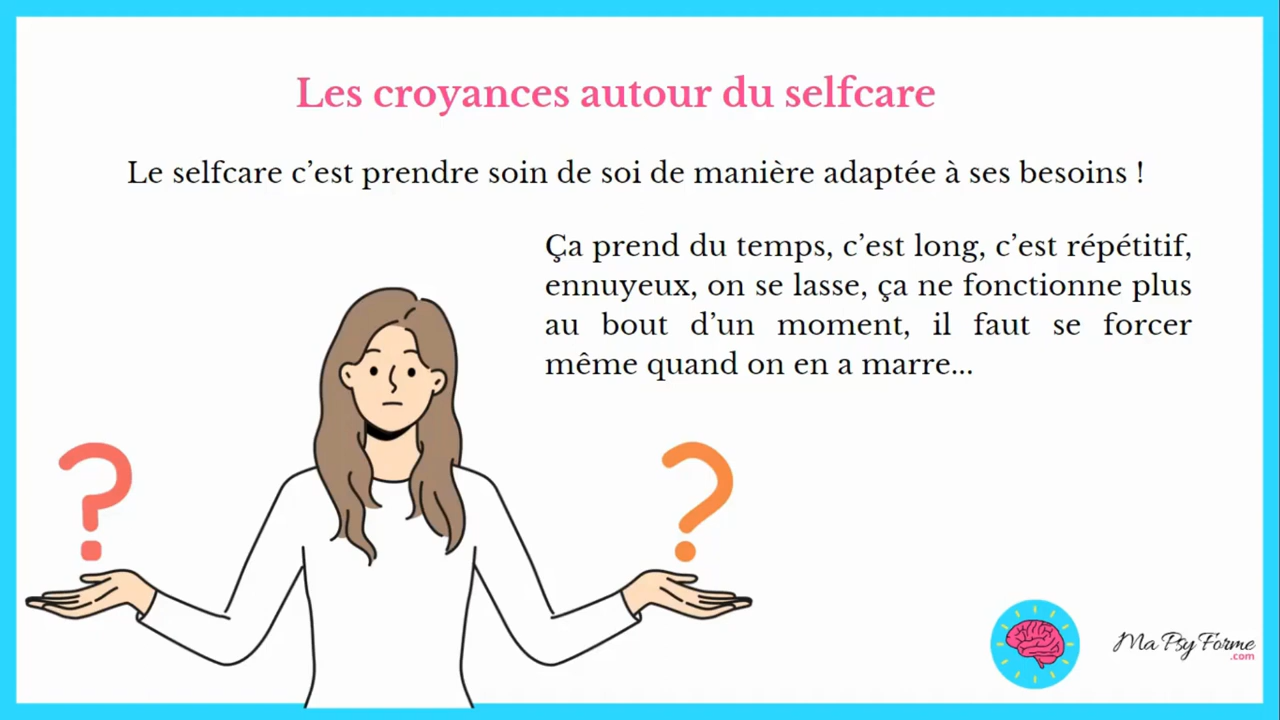 Les croyances autour du selfcare
Le selfcare c’est prendre soin de soi de manière adaptée à ses besoins !
Ça prend du temps, c’est long, c’est répétitif,
ennuyeux, on se lasse, ça ne fonctionne plus
au bout d’un moment, il faut se forcer
même quand on en a marre...
?
?
Ma Psy Forme
.com